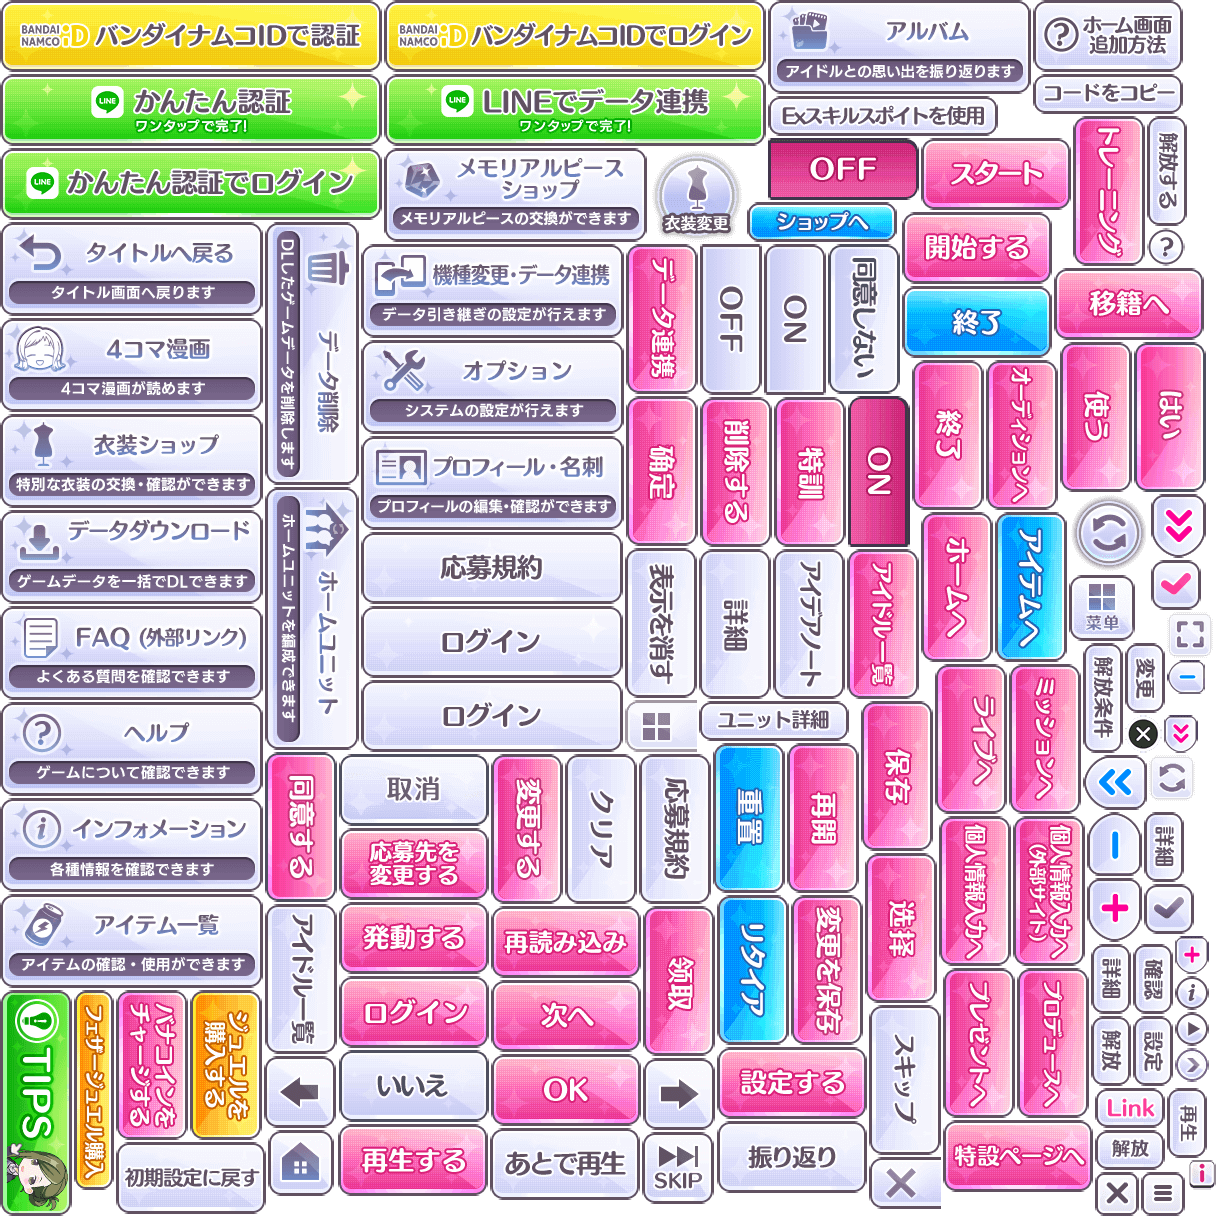 BANDAI NAMCO iD バンダイナムコIDで認証
BANDAI NAMCO iD バンダイナムコIDでログイン
アルバム
アイドルとの思い出を振り返ります
ホーム画面
追加方法
LINE かんたん認証
ワンタップで完了!
LINE LINEでデータ連携
ワンタップで完了!
コードをコピー
Exスキルスポイトを使用
LINE かんたん認証でログイン
メモリアルピース
ショップ
メモリアルピースの交換ができます
衣装変更
OFF
スタート
トレーニング
解放する
?
ショップへ
開始する
タイトルへ戻る
タイトル画面へ戻ります
データ削除
DLしたゲームデータを削除します
機種変更・データ連携
データ引き継ぎの設定が行えます
データ連携
OFF
ON
同意しない
終了
移籍へ
4コマ漫画
4コマ漫画が読めます
オプション
システムの設定が行えます
終了
オーディションへ
使う
はい
衣装ショップ
特別な衣装の交換・確認ができます
プロフィール・名刺
プロフィールの編集・確認ができます
確定
削除する
特訓
ON
データダウンロード
ゲームデータを一括でDLできます
ホームユニット
ホームユニットを編成できます
応募規約
表示を消す
詳細
アイデアノート
アイドル一覧
ホームへ
アイテムへ
菜单
FAQ (外部リンク)
よくある質問を確認できます
ログイン
解放条件
変更
ヘルプ
ゲームについて確認できます
ログイン
ユニット詳細
保存
ライブへ
ミッションへ
同意する
取消
変更する
クリア
応募規約
重置
再開
インフォメーション
各種情報を確認できます
応募先を
変更する
個人情報入力へ
個人情報入力へ
(外部サイト)
詳細
アイテム一覧
アイテムの確認・使用ができます
アイドル一覧
発動する
再読み込み
领取
リタイア
変更を保存
选择
詳細
確認
TIPS
フェザージュエル購入
バナコインを
チャージする
ジュエルを
購入する
ログイン
次へ
スキップ
プレゼントへ
プロデュースへ
解放
設定
いいえ
OK
設定する
Link
再生
初期設定に戻す
再生する
あとで再生
SKIP
振り返り
特設ページへ
解放